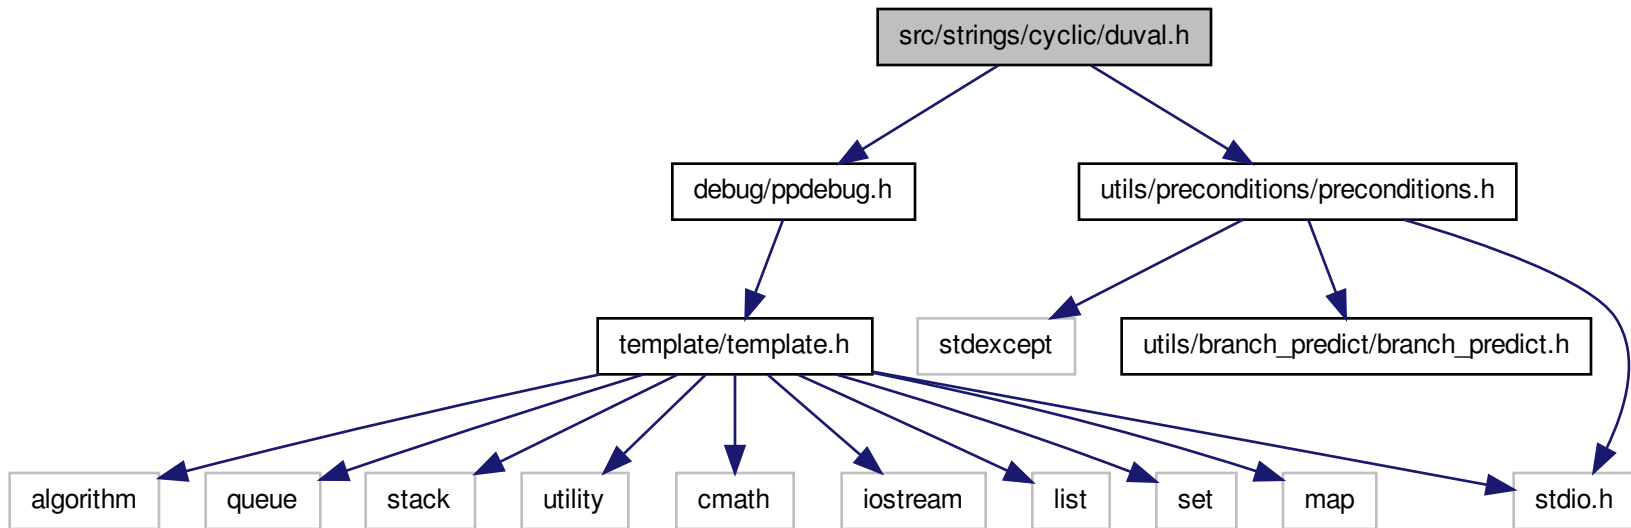 src/strings/cyclic/duval.h
debug/ppdebug.h
utils/preconditions/preconditions.h
template/template.h
stdexcept
utils/branch_predict/branch_predict.h
algorithm
queue
stack
utility
cmath
iostream
list
set
map
stdio.h